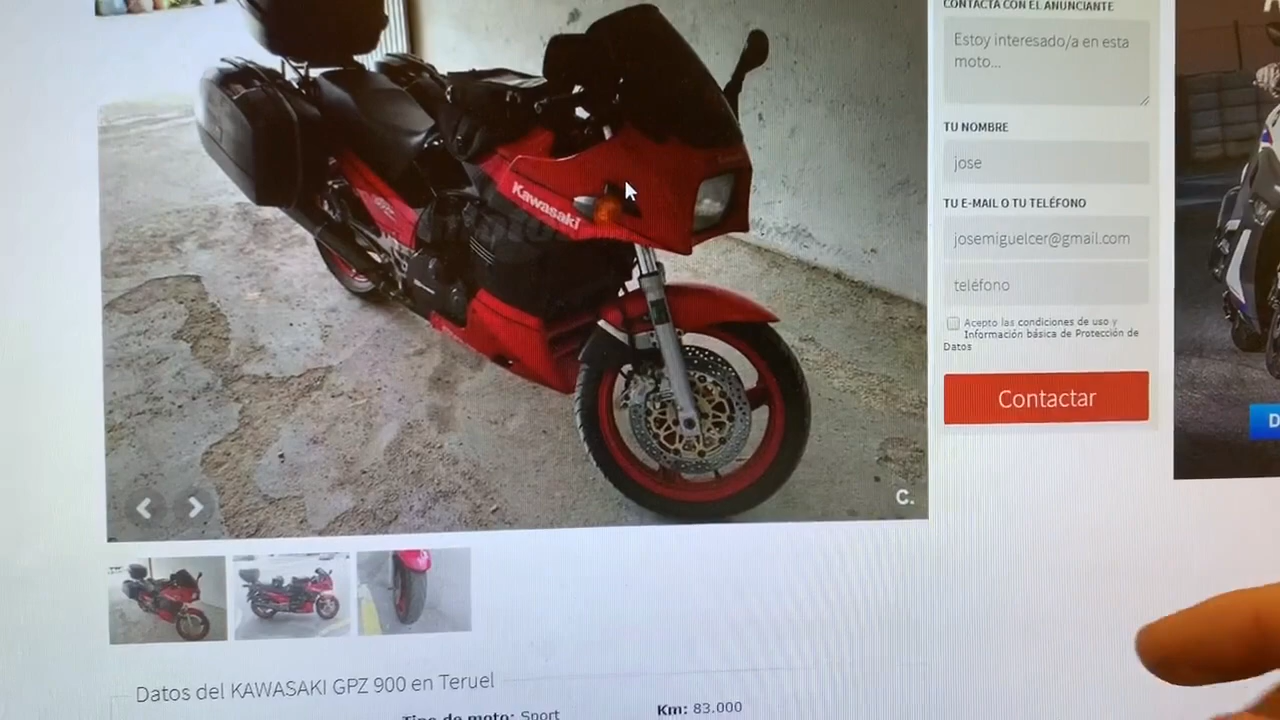 CONTACTA CON EL ANUNCIANTE
Estoy interesado/a en esta
moto...
TU NOMBRE
jose
TU E-MAIL O TU TELÉFONO
josemiguelcer@gmail.com
teléfono
Acepto las condiciones de uso y
Información básica de Protección de
Datos
Contactar
Kawasaki
C.
Datos del KAWASAKI GPZ 900 en Teruel
Tipo de moto: Sport
Km: 83.000